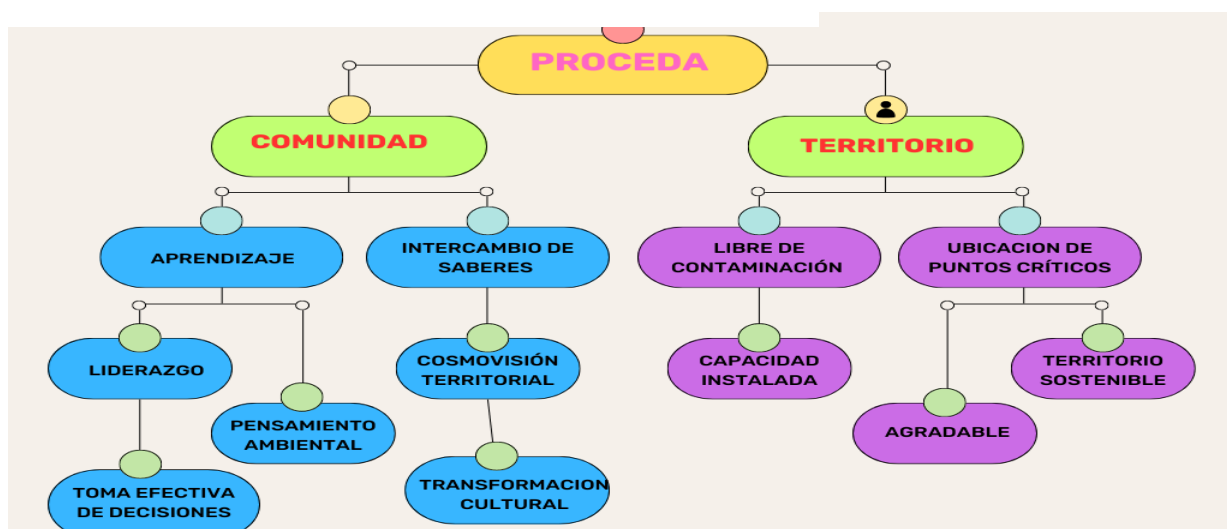 PROCEDA
COMUNIDAD
TERRITORIO
APRENDIZAJE
INTERCAMBIO DE
SABERES
LIBRE DE
CONTAMINACIÓN
UBICACION DE
PUNTOS CRÍTICOS
LIDERAZGO
PENSAMIENTO
AMBIENTAL
COSMOVISIÓN
TERRITORIAL
CAPACIDAD
INSTALADA
TERRITORIO
SOSTENIBLE
AGRADABLE
TOMA EFECTIVA
DE DECISIONES
TRANSFORMACION
CULTURAL